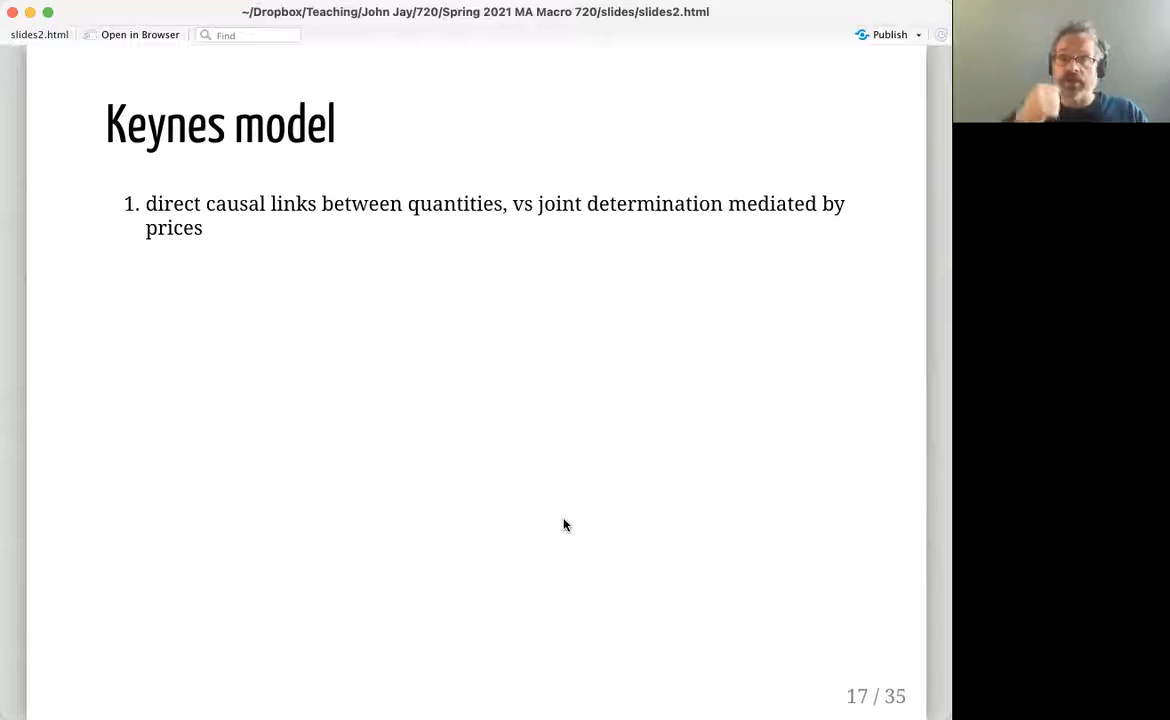 ~/Dropbox/Teaching/John Jay/720/Spring 2021 MA Macro 720/slides/slides2.html
slides2.html Open in Browser Find Publish
Keynes model
1. direct causal links between quantities, vs joint determination mediated by
prices
17 / 35